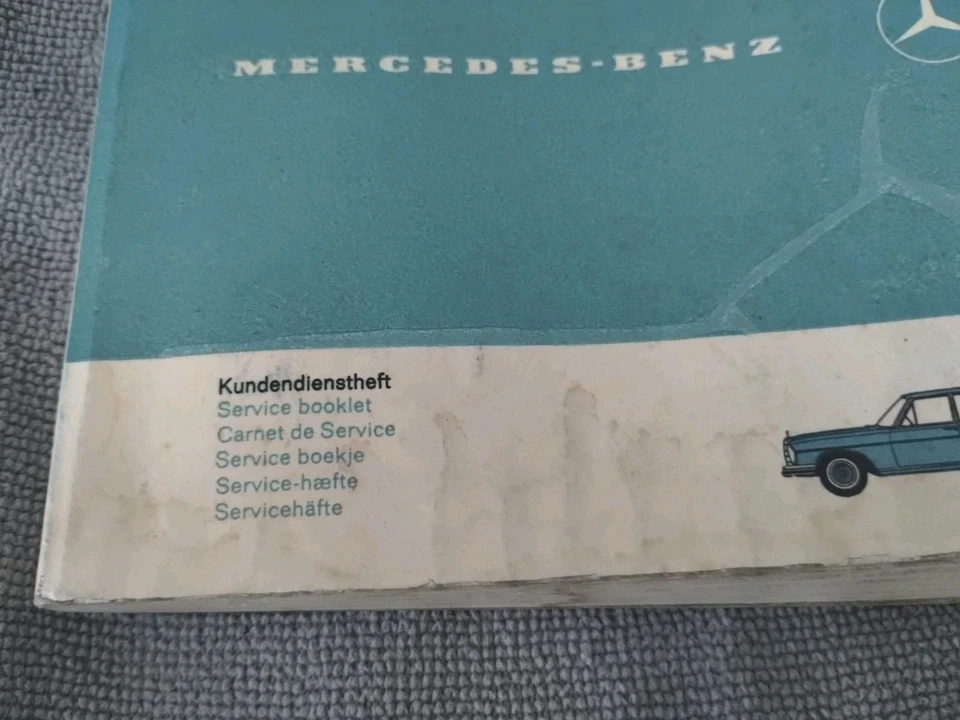 MERCEDES-BENZ
Kundendienstheft
Service booklet
Carnet de Service
Service boekje
Service-hæfte
Servicehäfte